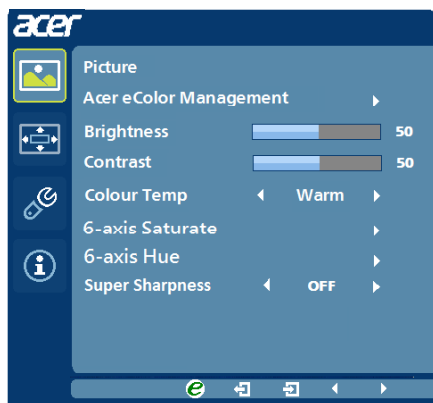 acer
Picture
Acer eColor Management
Brightness 50
Contrast 50
Colour Temp Warm
6-axis Saturate
6-axis Hue
Super Sharpness OFF
e